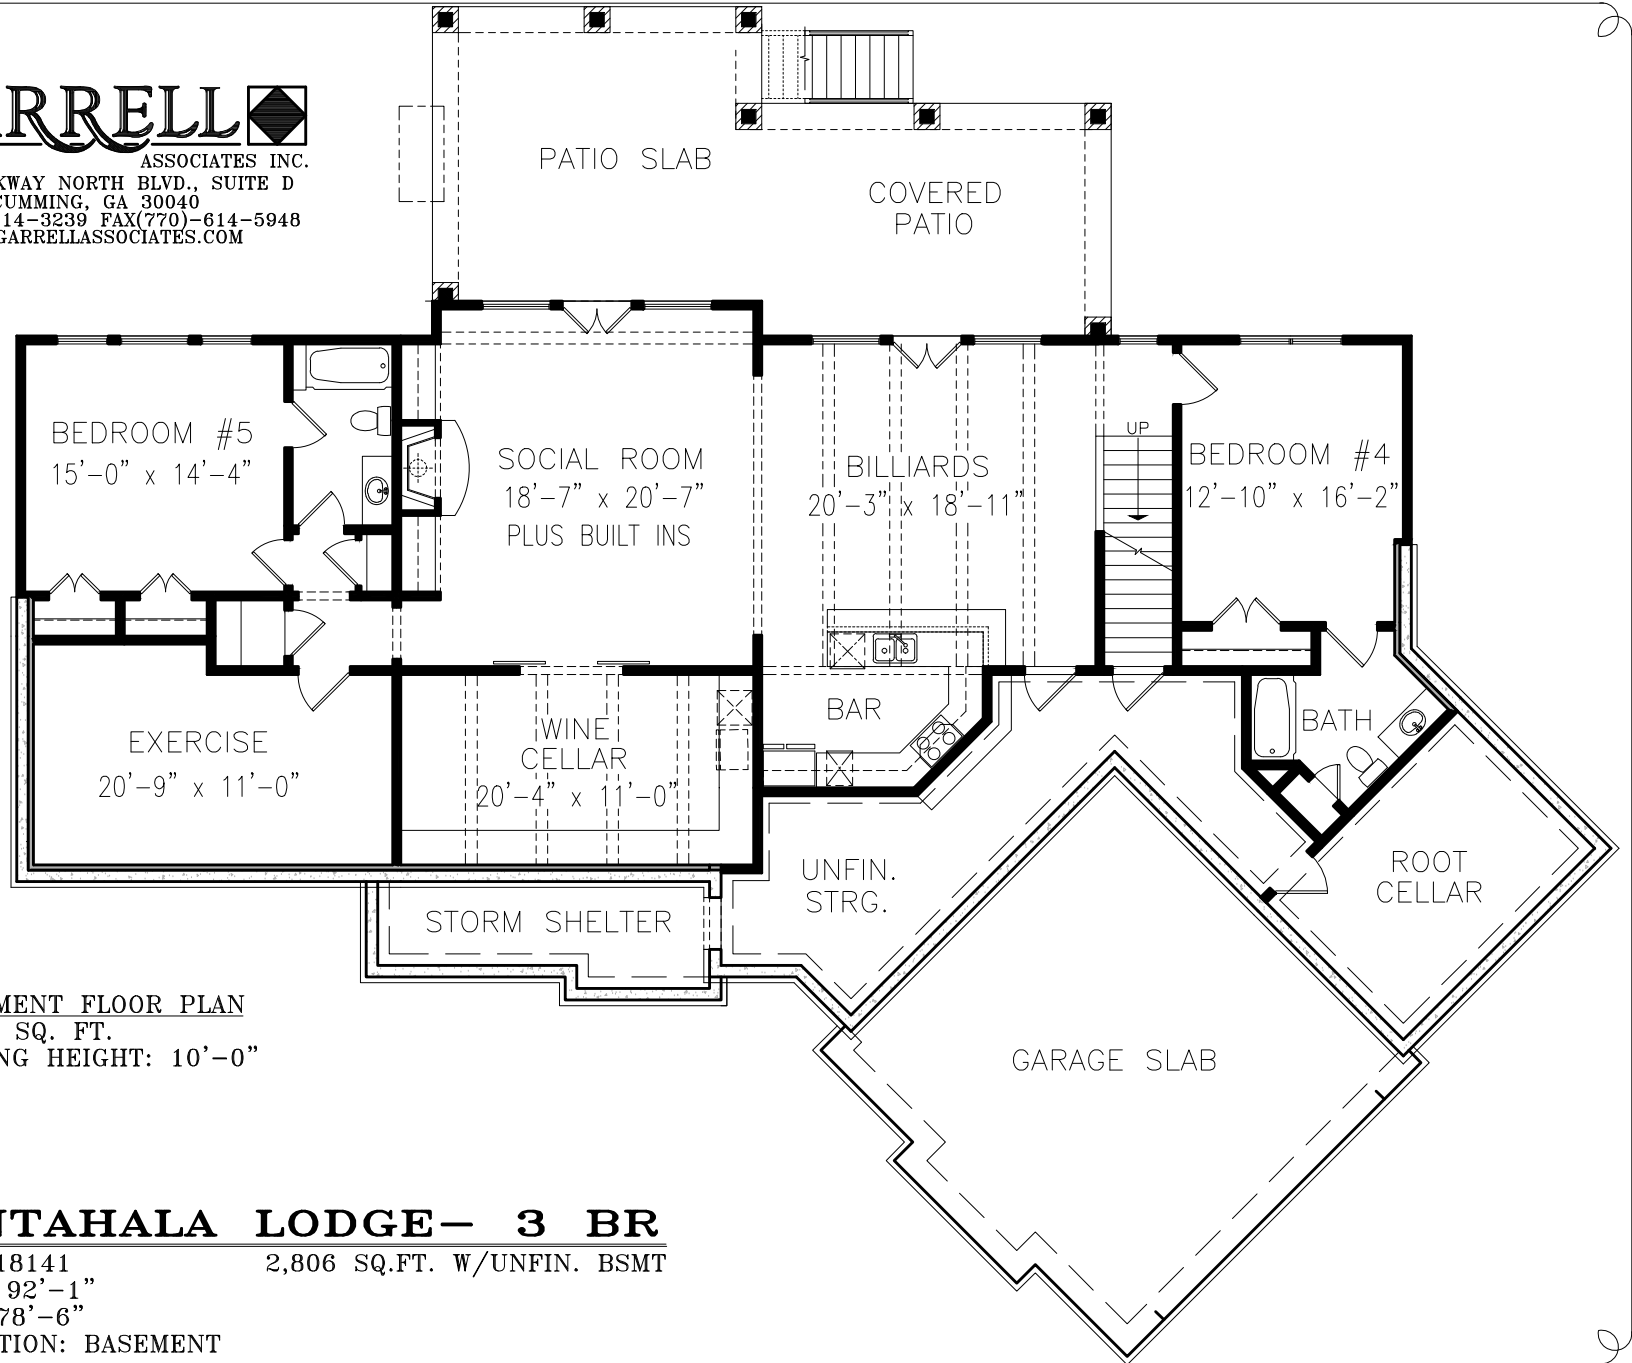 ARRELL
ASSOCIATES INC.
KWAY NORTH BLVD., SUITE D
CUMMING, GA 30040
14-3239 FAX(770)-614-5948
GARRELLASSOCIATES.COM
PATIO SLAB
COVERED
PATIO
BEDROOM #5
15'-0" x 14'-4"
SOCIAL ROOM
18'-7" x 20'-7"
PLUS BUILT INS
BILLIARDS
20'-3" x 18'-11"
UP
BEDROOM #4
12'-10" x 16'-2"
EXERCISE
20'-9" x 11'-0"
WINE
CELLAR
20'-4" x 11'-0"
BAR
BATH
UNFIN.
STRG.
ROOT
CELLAR
STORM SHELTER
GARAGE SLAB
MENT FLOOR PLAN
SQ. FT.
NG HEIGHT: 10'-0"
NTAHALA LODGE- 3 BR
18141
2,806 SQ.FT. W/UNFIN. BSMT
92'-1"
78'-6"
TION: BASEMENT